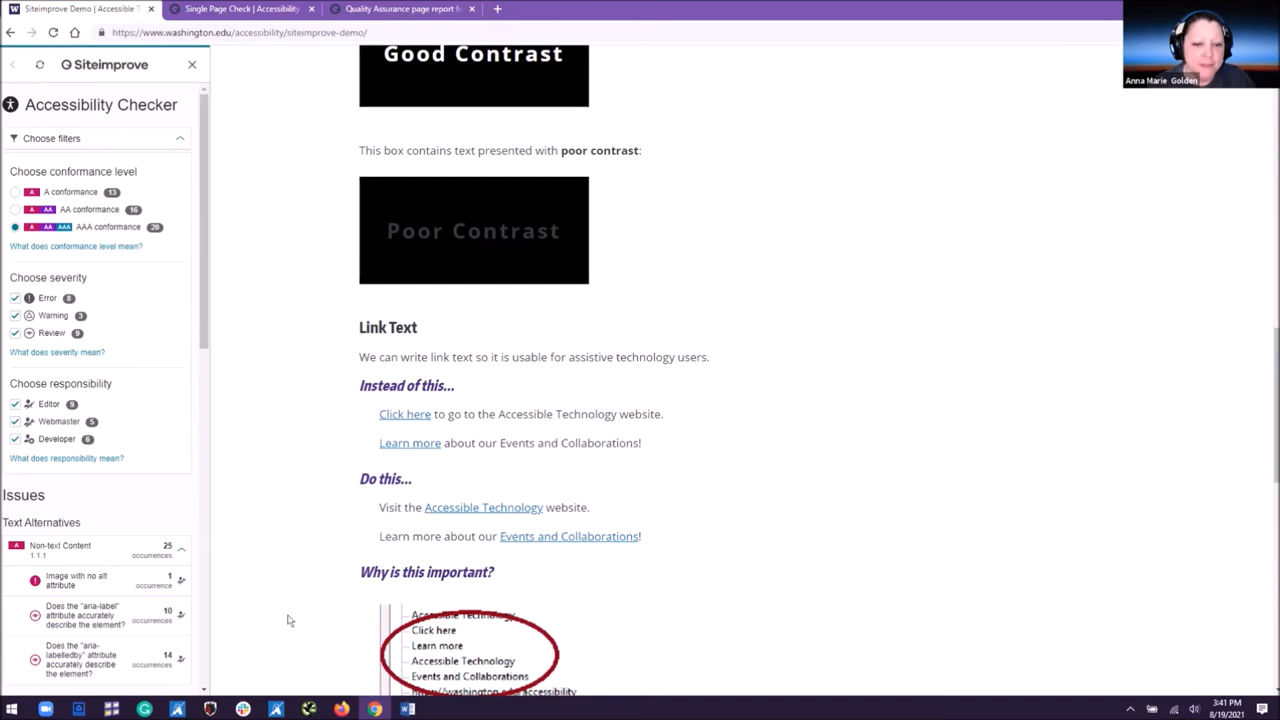 Siteimprove Demo | Accessible T
Single Page Check | Accessibility
Quality Assurance page report f
https://www.washington.edu/accessibility/siteimprove-demo/
Anna Marie Golden
Siteimprove
Accessibility Checker
Choose filters
Choose conformance level
A A conformance 13
A AA AA conformance 16
A AA AAA AAA conformance 20
What does conformance level mean?
Choose severity
Error 8
Warning 3
Review 9
What does severity mean?
Choose responsibility
Editor 9
Webmaster 5
Developer 6
What does responsibility mean?
Issues
Text Alternatives
A Non-text Content 25
1.1.1 occurrences
Image with no alt 1
attribute occurrence
Does the "aria-label" 10
attribute accurately occurrences
describe the element?
Does the "aria-
labelledby" attribute 14
accurately describe occurrences
the element?
Good Contrast
This box contains text presented with poor contrast:
Poor Contrast
Link Text
We can write link text so it is usable for assistive technology users.
Instead of this...
Click here to go to the Accessible Technology website.
Learn more about our Events and Collaborations!
Do this...
Visit the Accessible Technology website.
Learn more about our Events and Collaborations!
Why is this important?
Accessible Technology
Click here
Learn more
Accessible Technology
Events and Collaborations
https://washington.edu/accessibility
3:41 PM
8/19/2021